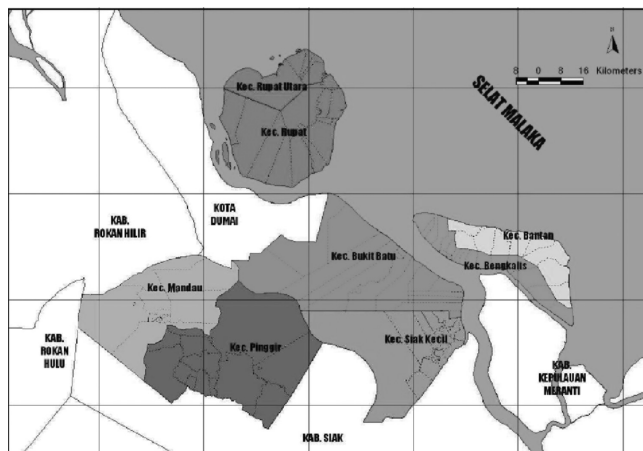 N
8 0 8 16 Kilometers
SELAT MALAKA
Kec. Rupat Utara
Kec. Rupat
KOTA
DUMAI
KAB.
ROKAN HILIR
Kec. Bantan
Kec. Bukit Batu
Kec. Bengkalis
Kec. Mandau
KAB.
ROKAN
HULU
Kec. Pinggir
Kec. Siak Kecil
KAB.
KEPULAUAN
MERANTI
KAB. SIAK